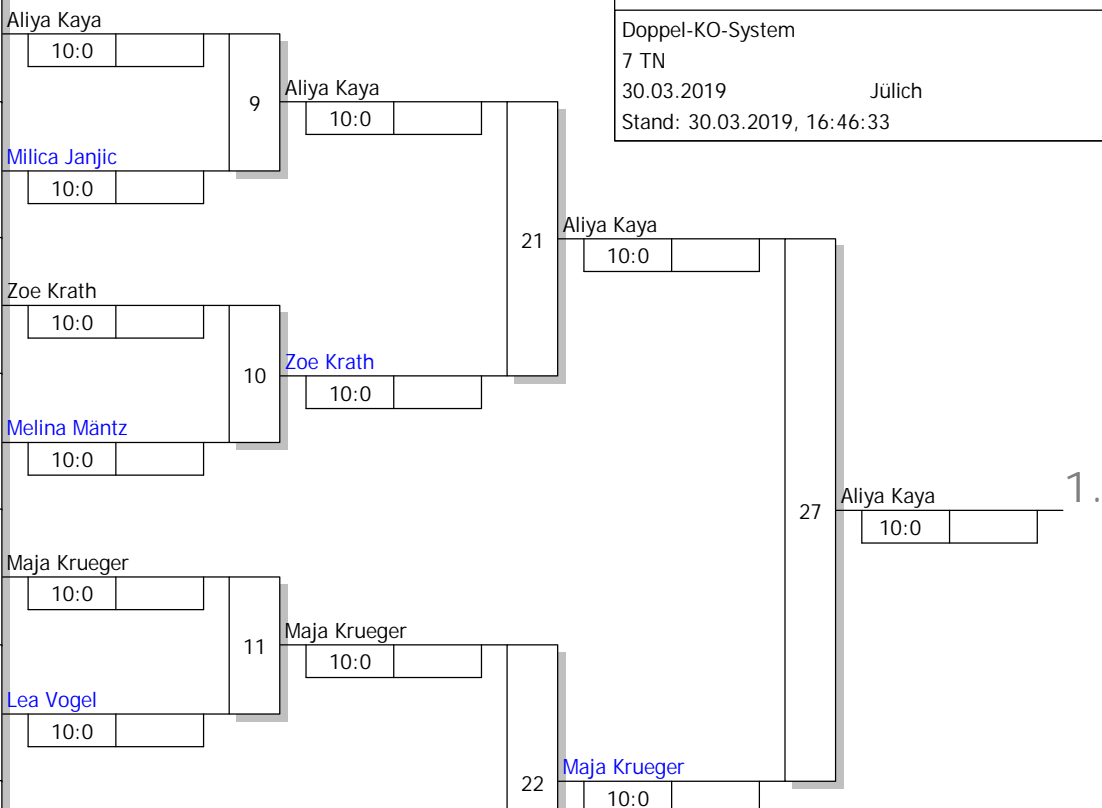 Aliya Kaya
10:0
9
Milica Janjic
10:0
Zoe Krath
10:0
10
Melina Mäntz
10:0
Maja Krueger
10:0
11
Lea Vogel
10:0
Aliya Kaya
10:0
21
Zoe Krath
10:0
Maja Krueger
10:0
22
Doppel-KO-System
7 TN
30.03.2019 Jülich
Stand: 30.03.2019, 16:46:33
Aliya Kaya
10:0
27
Maja Krueger
10:0
Aliya Kaya
10:0
1.